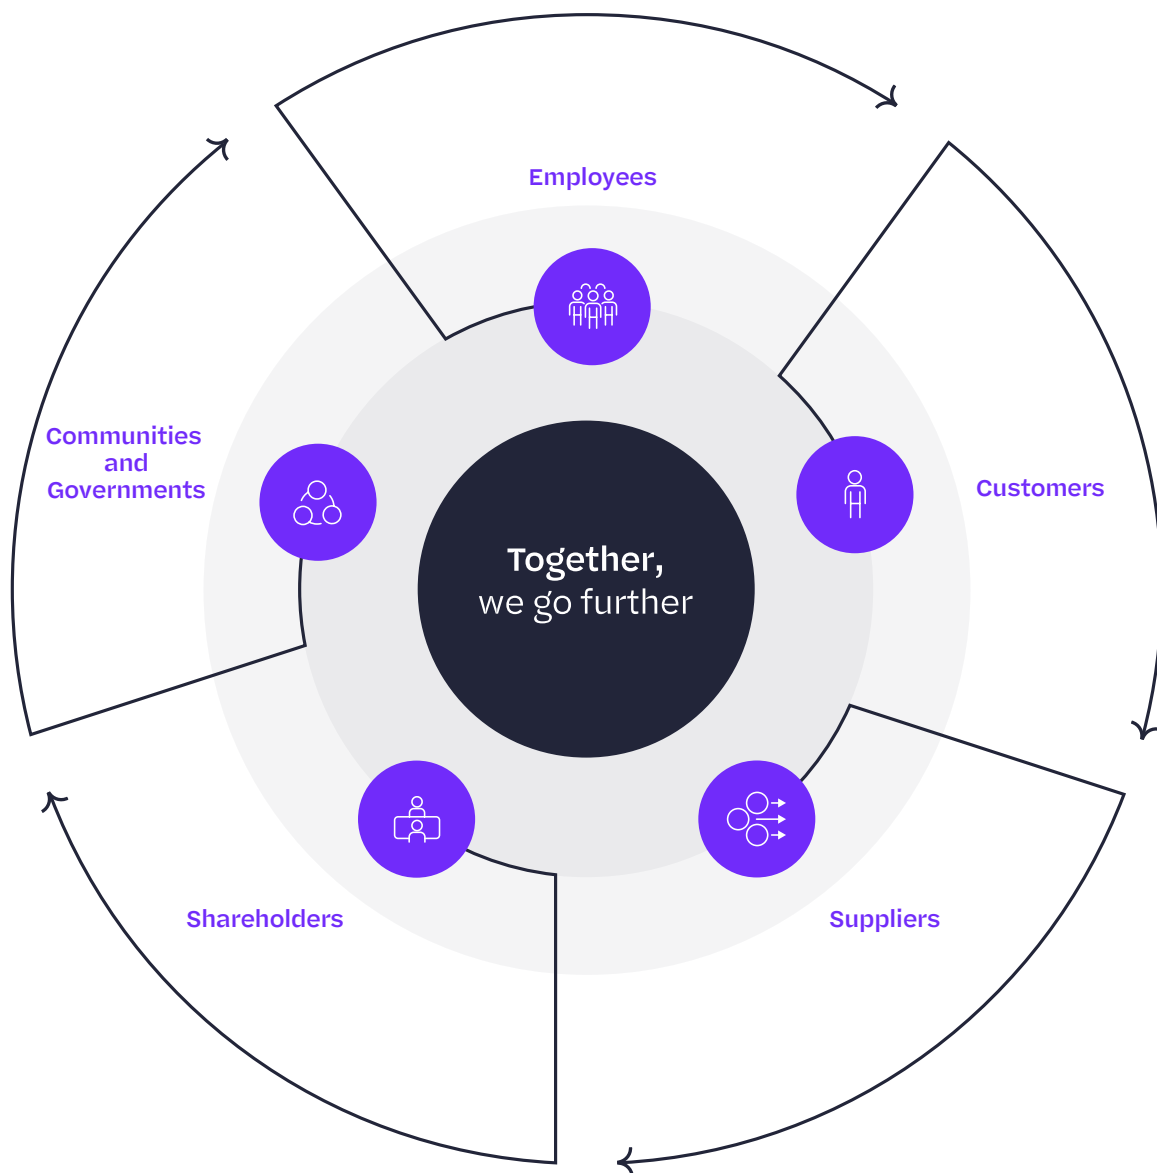 Employees
Communities
and
Governments
Customers
Together,
we go further
Shareholders
Suppliers